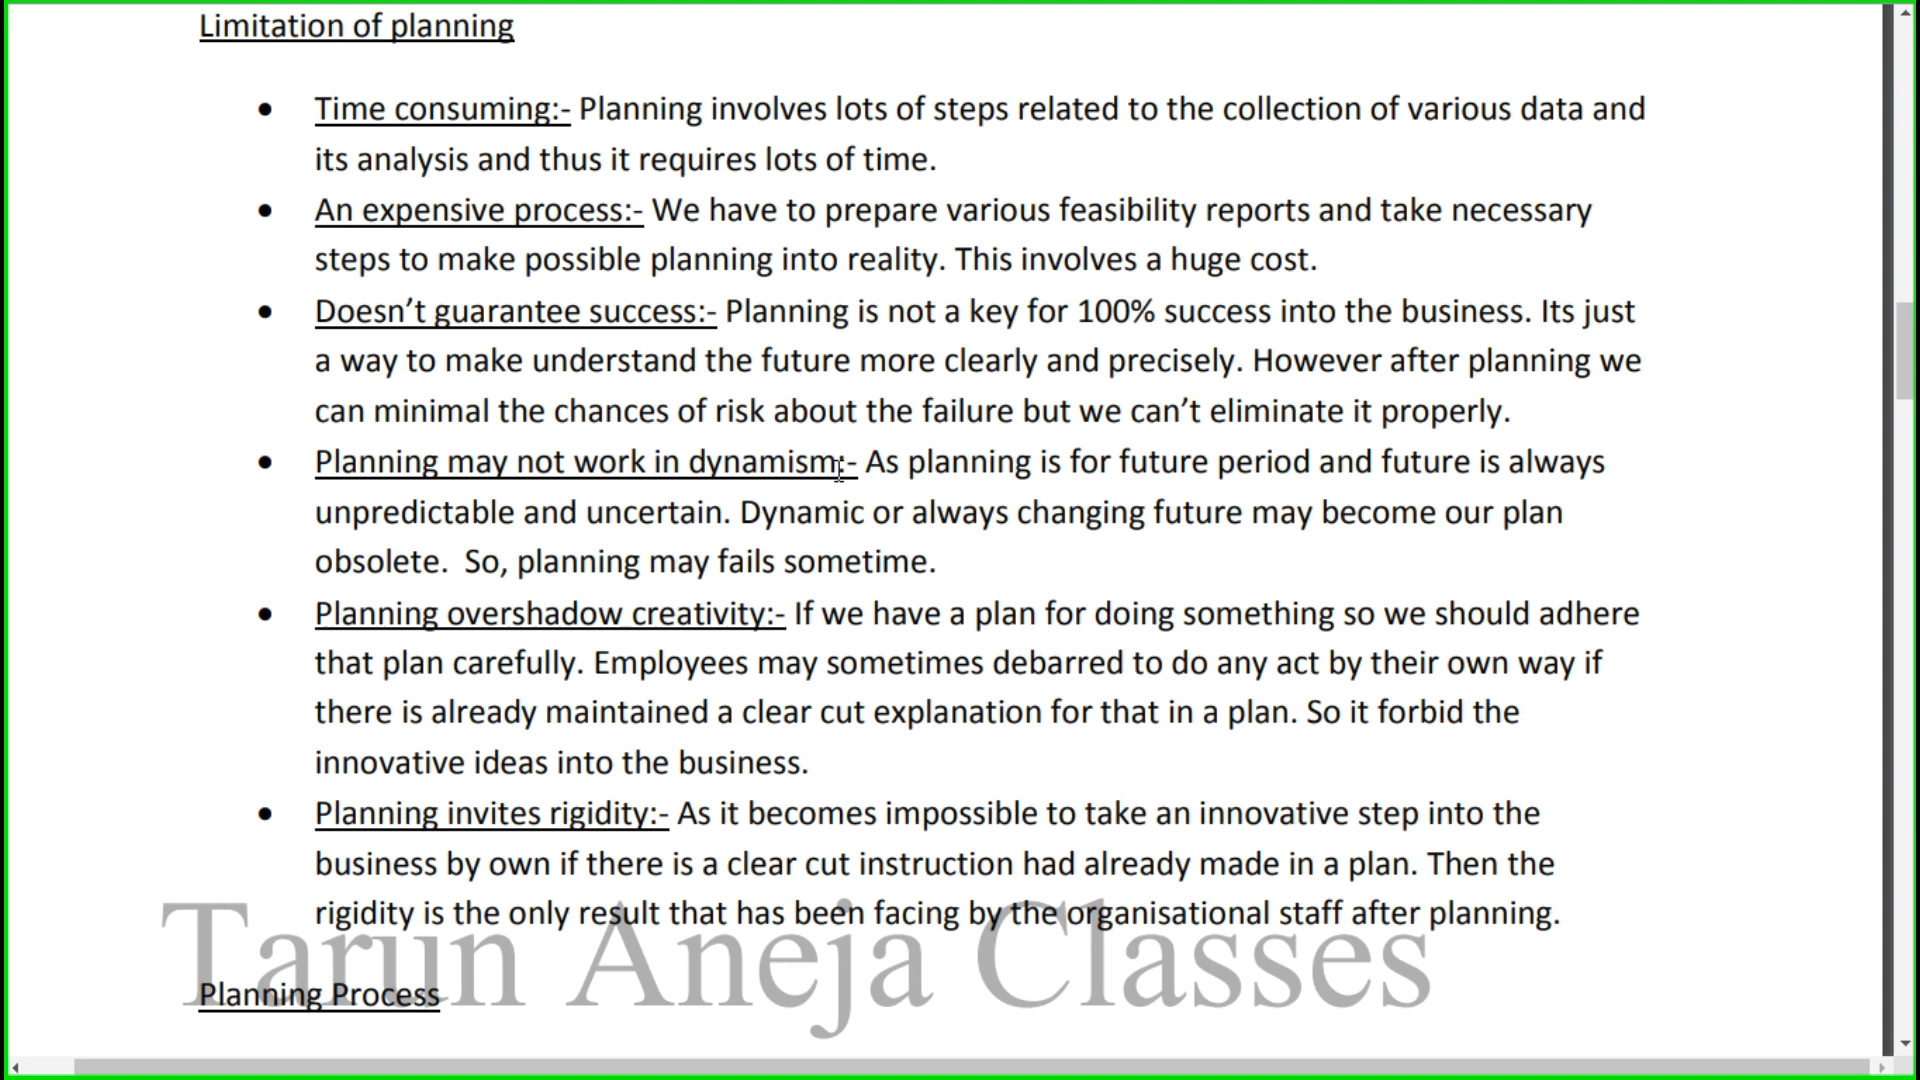 Limitation of planning
• Time consuming:- Planning involves lots of steps related to the collection of various data and
its analysis and thus it requires lots of time.
• An expensive process:- We have to prepare various feasibility reports and take necessary
steps to make possible planning into reality. This involves a huge cost.
• Doesn’t guarantee success:- Planning is not a key for 100% success into the business. Its just
a way to make understand the future more clearly and precisely. However after planning we
can minimal the chances of risk about the failure but we can’t eliminate it properly.
• Planning may not work in dynamism:- As planning is for future period and future is always
unpredictable and uncertain. Dynamic or always changing future may become our plan
obsolete.  So, planning may fails sometime.
• Planning overshadow creativity:- If we have a plan for doing something so we should adhere
that plan carefully. Employees may sometimes debarred to do any act by their own way if
there is already maintained a clear cut explanation for that in a plan. So it forbid the
innovative ideas into the business.
• Planning invites rigidity:- As it becomes impossible to take an innovative step into the
business by own if there is a clear cut instruction had already made in a plan. Then the
rigidity is the only result that has been facing by the organisational staff after planning.
Tarun Aneja Classes
Planning Process